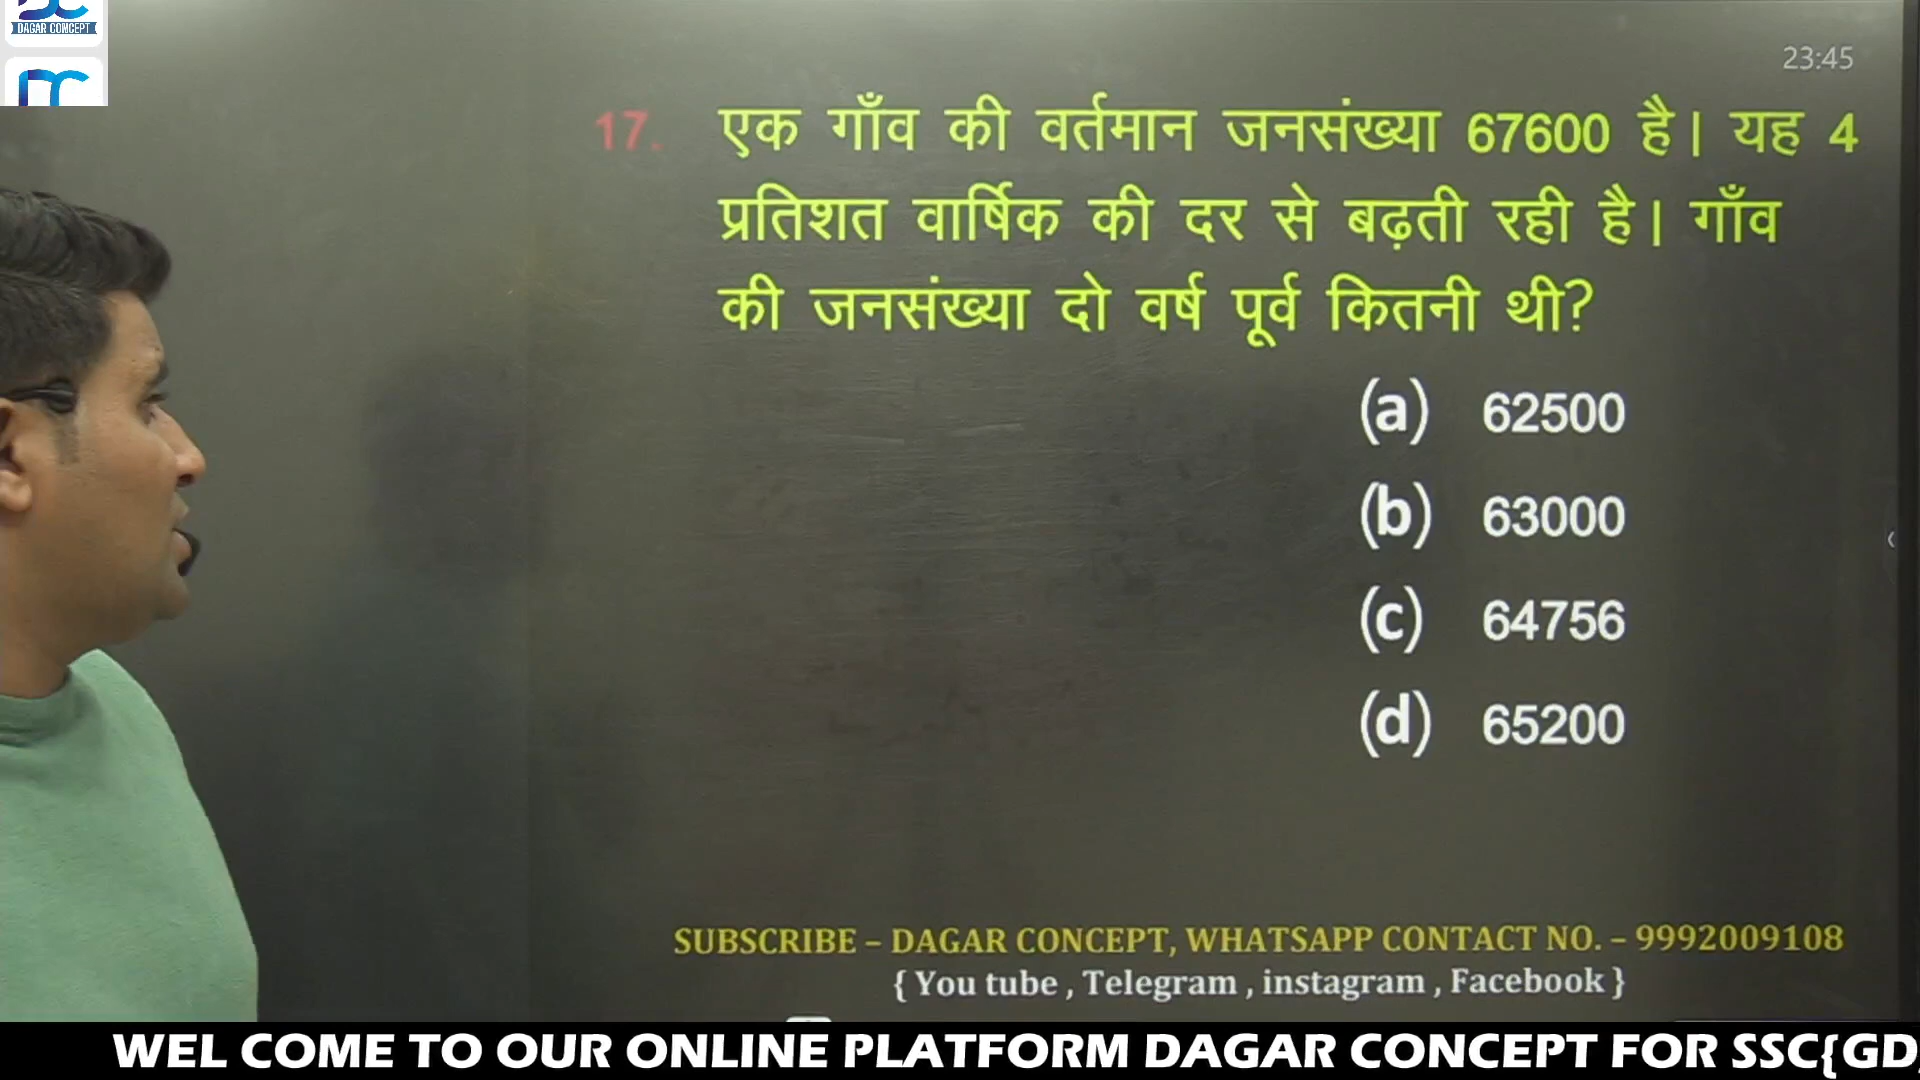 DAGAR CONCEPT
23:45
17. एक गाँव की वर्तमान जनसंख्या 67600 है। यह 4
प्रतिशत वार्षिक की दर से बढ़ती रही है। गाँव
की जनसंख्या दो वर्ष पूर्व कितनी थी?
(a) 62500
(b) 63000
(c) 64756
(d) 65200
SUBSCRIBE – DAGAR CONCEPT, WHATSAPP CONTACT NO. – 9992009108
{ You tube , Telegram , instagram , Facebook }
WEL COME TO OUR ONLINE PLATFORM DAGAR CONCEPT FOR SSC{GD,